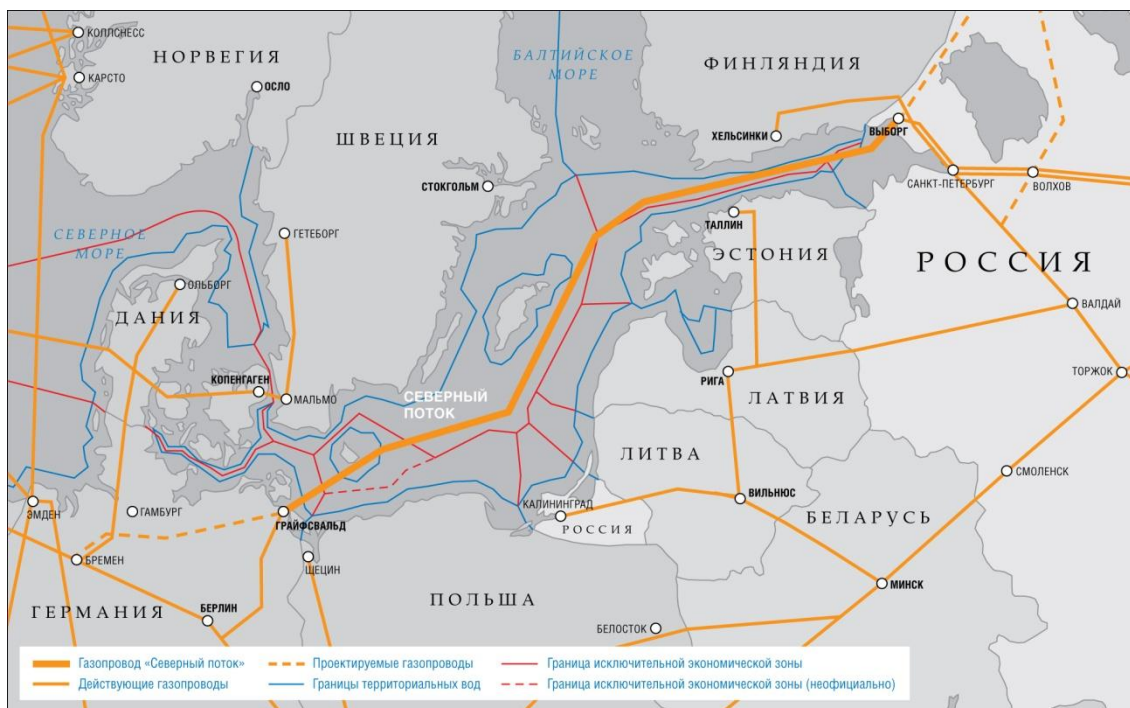 КОЛЛСНЕСС
НОРВЕГИЯ
КАРСТО
ОСЛО
БАЛТИЙСКОЕ
МОРЕ
ФИНЛЯНДИЯ
ШВЕЦИЯ
ХЕЛЬСИНКИ
ВЫБОРГ
СТОКГОЛЬМ
САНКТ-ПЕТЕРБУРГ
ВОЛХОВ
СЕВЕРНОЕ
МОРЕ
ГЕТЕБОРГ
ТАЛЛИН
ЭСТОНИЯ
РОССИЯ
ОЛЬБОРГ
ДАНИЯ
ВАЛДАЙ
КОПЕНГАГЕН
МАЛЬМО
СЕВЕРНЫЙ
ПОТОК
РИГА
ЛАТВИЯ
ТОРЖОК
ЛИТВА
СМОЛЕНСК
ЭМДЕН
ГАМБУРГ
ГРАЙФСВАЛЬД
КАЛИНИНГРАД
РОССИЯ
ВИЛЬНЮС
БЕЛАРУСЬ
БРЕМЕН
ЩЕЦИН
МИНСК
ГЕРМАНИЯ
БЕРЛИН
ПОЛЬША
БЕЛОСТОК
Газопровод «Северный поток»
Проектируемые газопроводы
Граница исключительной экономической зоны
Действующие газопроводы
Границы территориальных вод
Граница исключительной экономической зоны (неофициально)